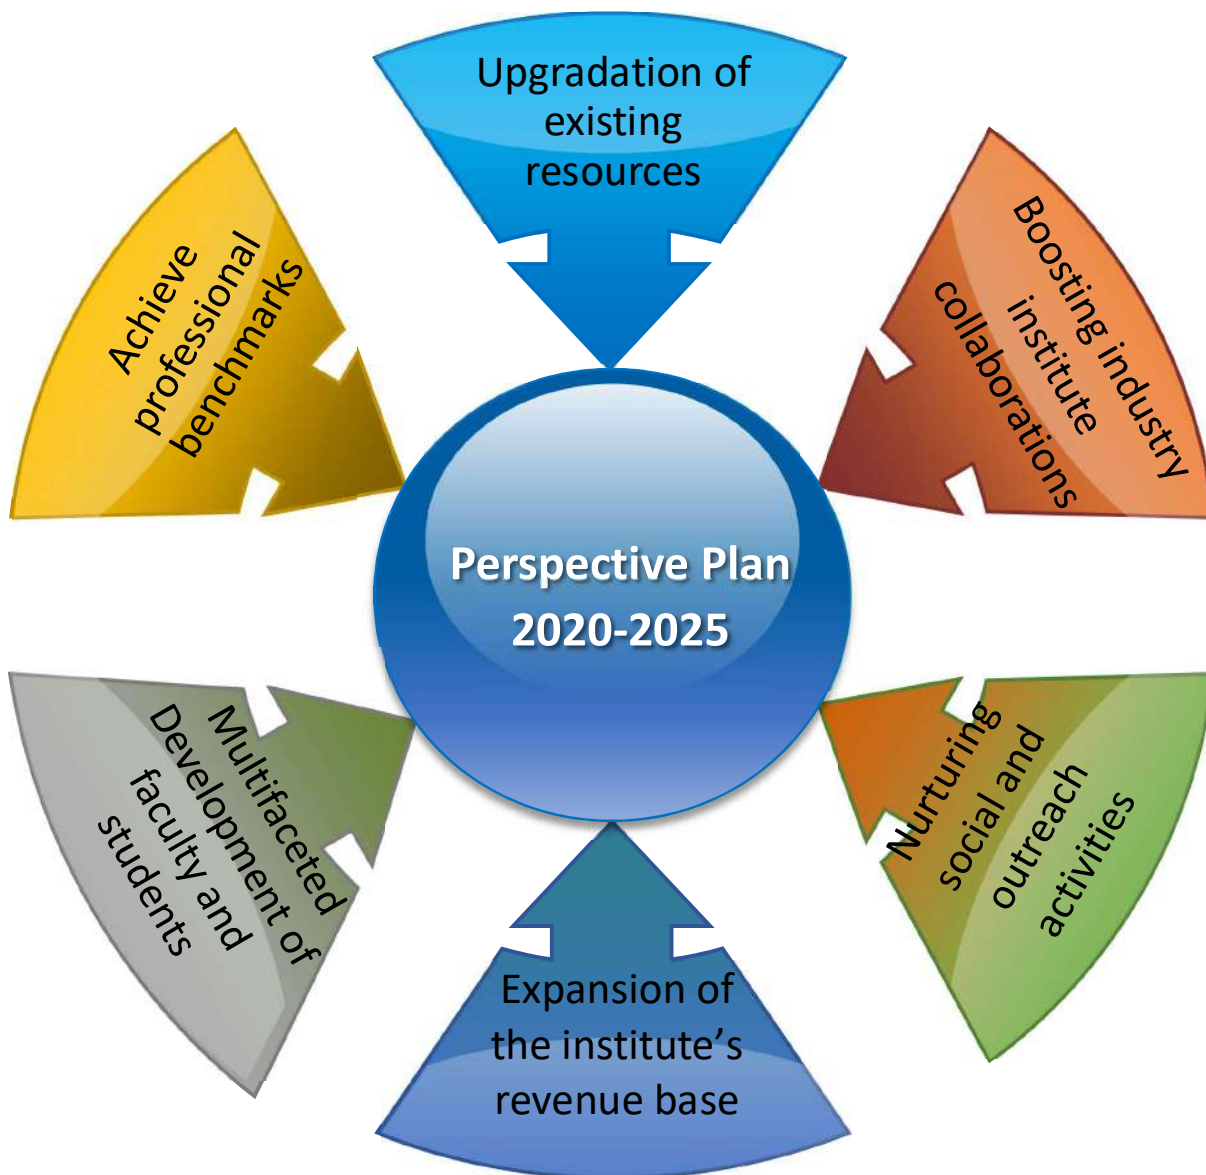 Upgradation of
existing
resources
Boosting industry
institute
collaborations
Nurturing
social and
outreach
activities
Expansion of
the institute’s
revenue base
Multifaceted
Development of
faculty and
students
Achieve
professional
benchmarks
Perspective Plan
2020-2025